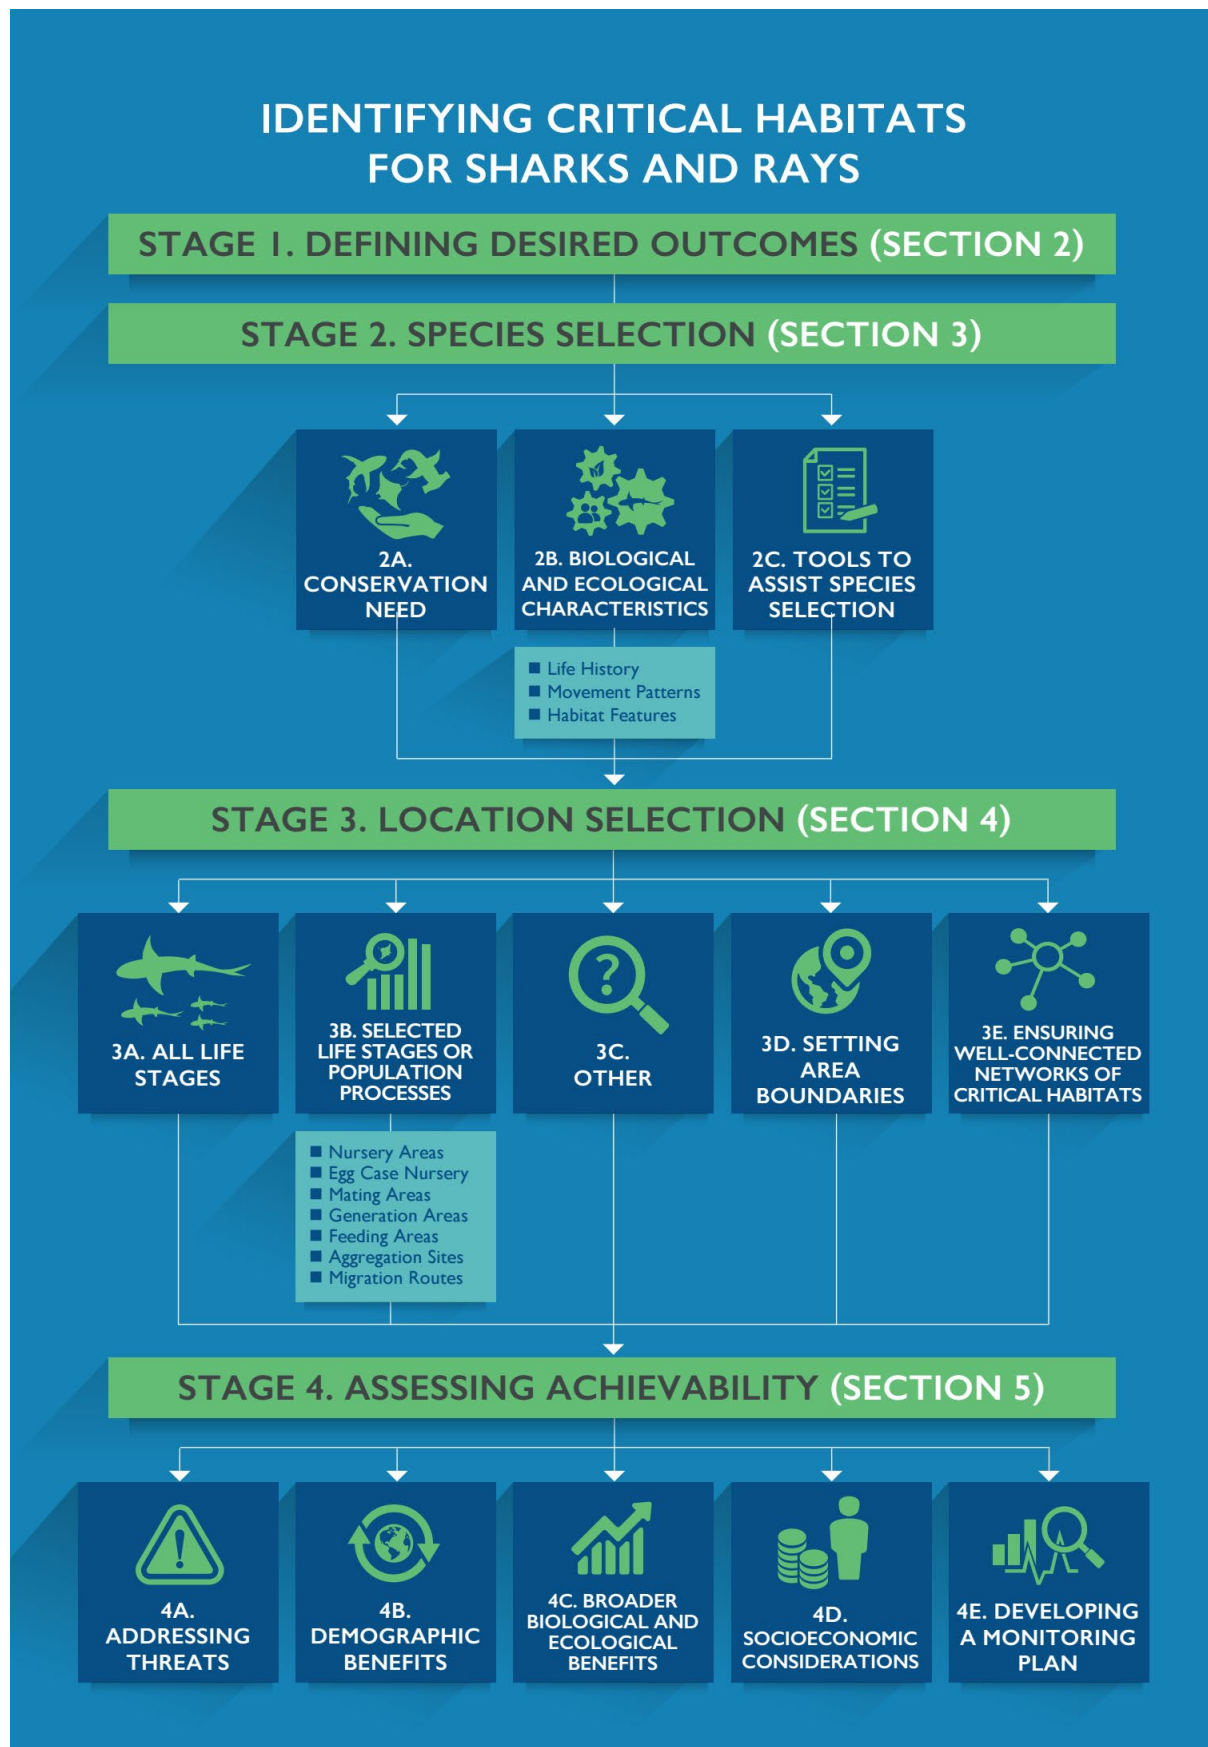 IDENTIFYING CRITICAL HABITATS
FOR SHARKS AND RAYS
STAGE 1. DEFINING DESIRED OUTCOMES (SECTION 2)
STAGE 2. SPECIES SELECTION (SECTION 3)
2A.
CONSERVATION
NEED
2B. BIOLOGICAL
AND ECOLOGICAL
CHARACTERISTICS
2C. TOOLS TO
ASSIST SPECIES
SELECTION
Life History
Movement Patterns
Habitat Features
STAGE 3. LOCATION SELECTION (SECTION 4)
3A. ALL LIFE
STAGES
3B. SELECTED
LIFE STAGES OR
POPULATION
PROCESSES
?
3C.
OTHER
3D. SETTING
AREA
BOUNDARIES
3E. ENSURING
WELL-CONNECTED
NETWORKS OF
CRITICAL HABITATS
Nursery Areas
Egg Case Nursery
Mating Areas
Generation Areas
Feeding Areas
Aggregation Sites
Migration Routes
STAGE 4. ASSESSING ACHIEVABILITY (SECTION 5)
!
4A.
ADDRESSING
THREATS
4B.
DEMOGRAPHIC
BENEFITS
4C. BROADER
BIOLOGICAL AND
ECOLOGICAL
BENEFITS
4D.
SOCIOECONOMIC
CONSIDERATIONS
4E. DEVELOPING
A MONITORING
PLAN